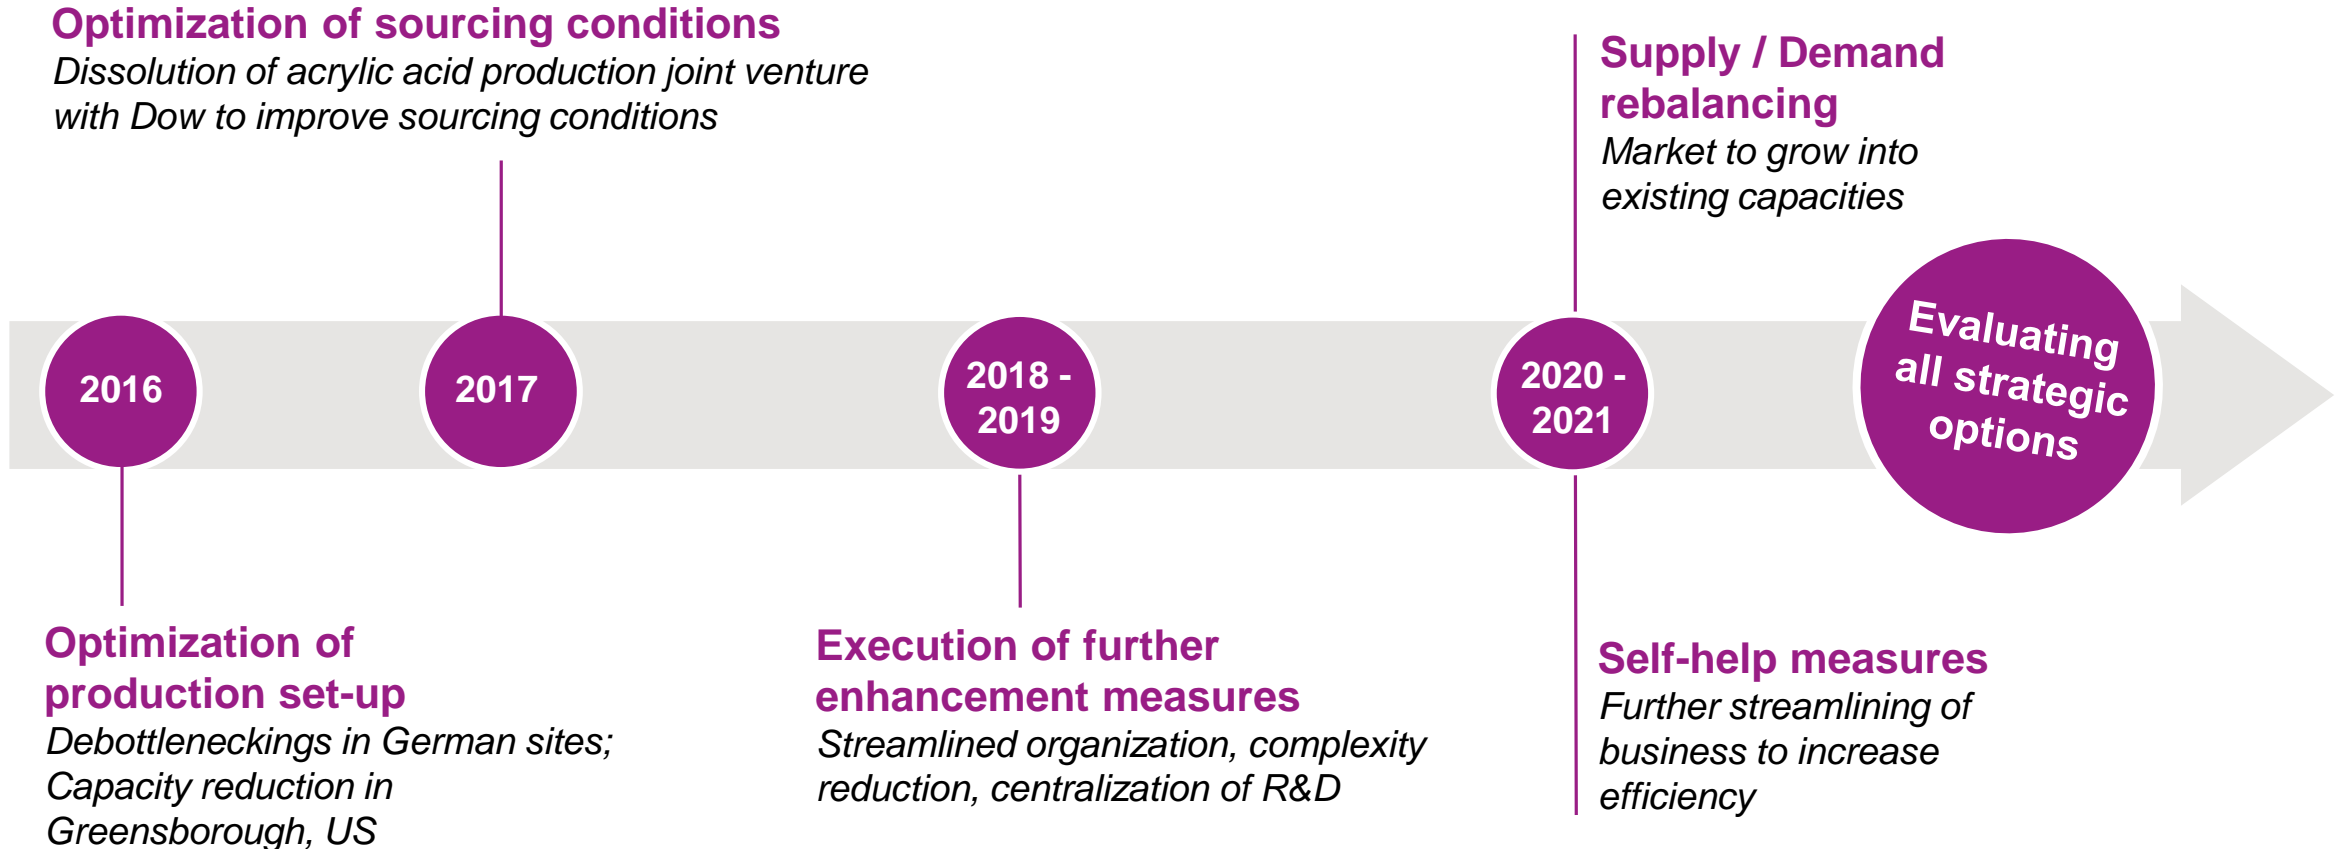 Optimization of sourcing conditions
Dissolution of acrylic acid production joint venture
with Dow to improve sourcing conditions
Supply / Demand
rebalancing
Market to grow into
existing capacities
2016
2017
2018 -
2019
2020 -
2021
Evaluating
all strategic
options
Optimization of
production set-up
Debottleneckings in German sites;
Capacity reduction in
Greensborough, US
Execution of further
enhancement measures
Streamlined organization, complexity
reduction, centralization of R&D
Self-help measures
Further streamlining of
business to increase
efficiency